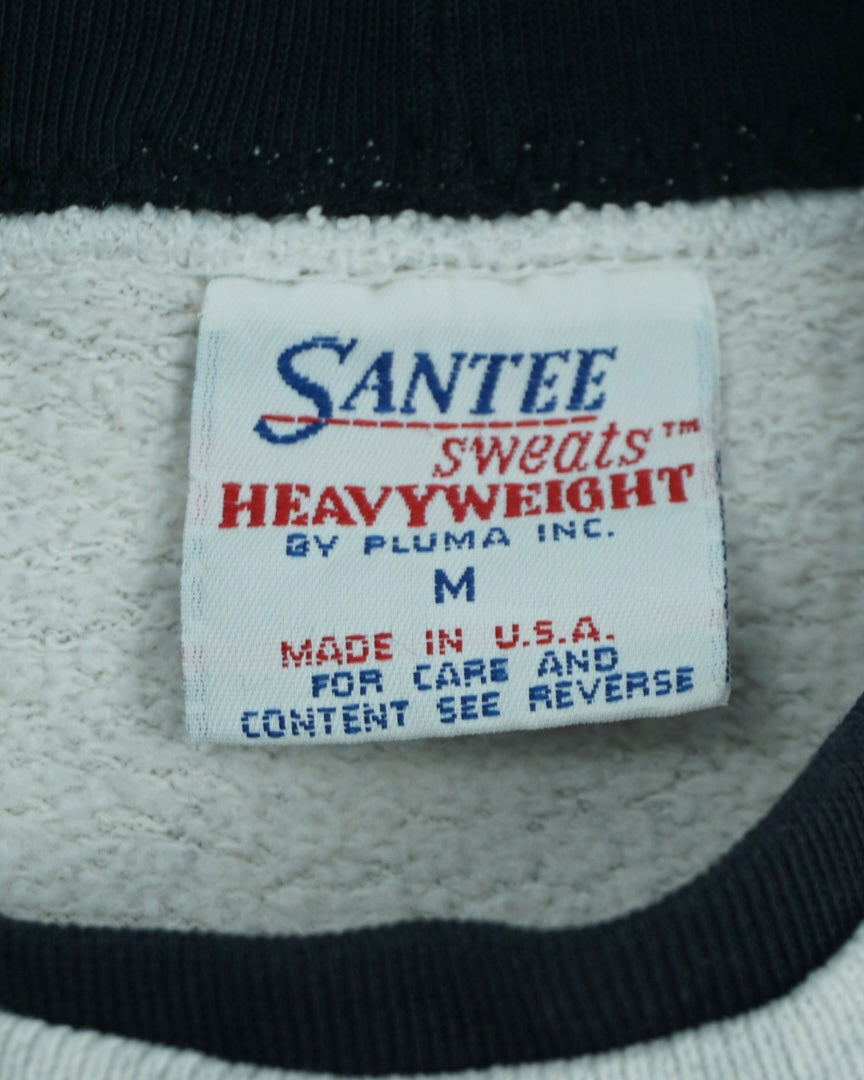 SANTEE
sweats™
HEAVYWEIGHT
BY PLUMA INC.
M
MADE IN U.S.A.
FOR CARE AND
CONTENT SEE REVERSE